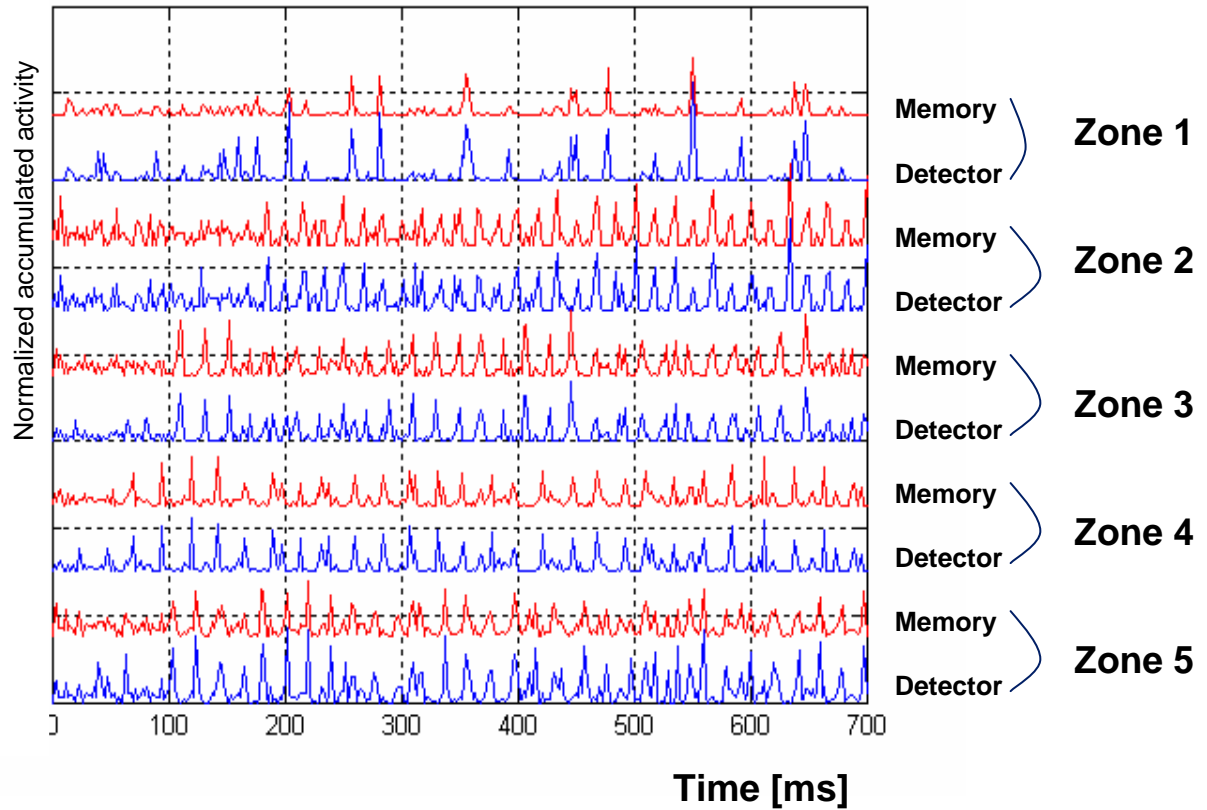 Normalized accumulated activity
Memory
Detector
Zone 1
Memory
Detector
Zone 2
Memory
Detector
Zone 3
Memory
Detector
Zone 4
Memory
Detector
Zone 5
0 100 200 300 400 500 600 700
Time [ms]